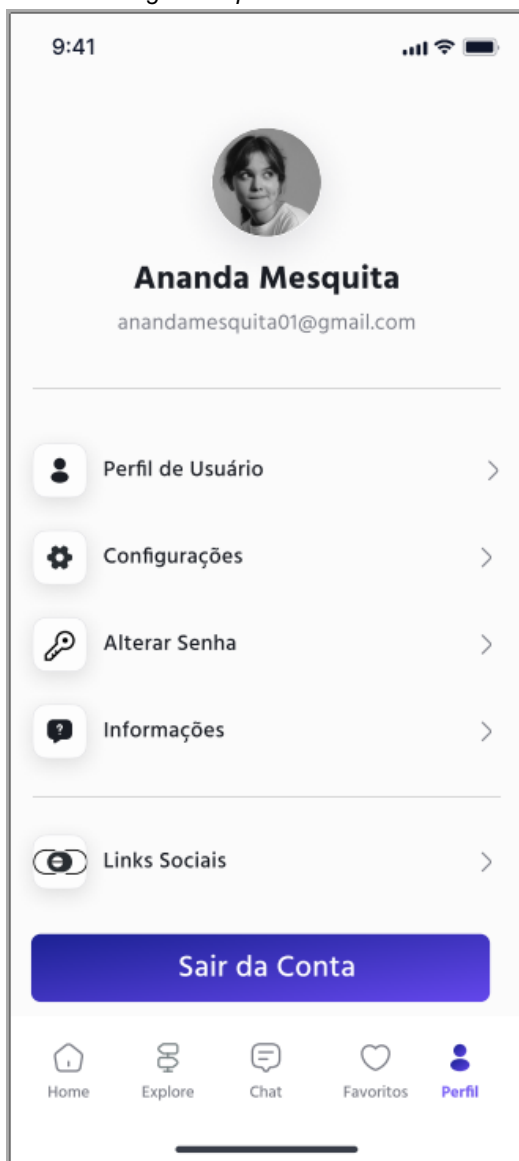 9:41
Ananda Mesquita
anandamesquita01@gmail.com
Perfil de Usuário
Configurações
Alterar Senha
?
Informações
Links Sociais
Sair da Conta
Home Explore Chat Favoritos Perfil